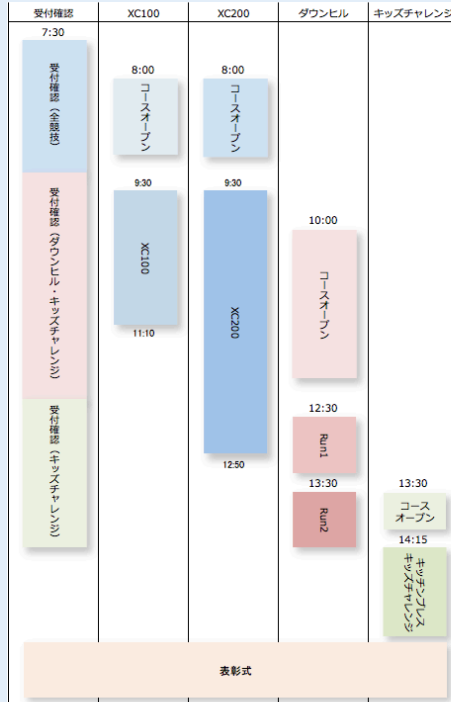 受付確認
XC100
XC200
ダウンヒル
キッズチャレンジ
7:30
受付確認（全競技）
受付確認（ダウンヒル・キッズチャレンジ）
受付確認（キッズチャレンジ）
8:00
コースオープン
9:30
XC100
11:10
8:00
コースオープン
9:30
XC200
12:50
10:00
コースオープン
12:30
Run1
13:30
Run2
13:30
コース
オープン
14:15
キッチンブレス
キッズチャレンジ
表彰式